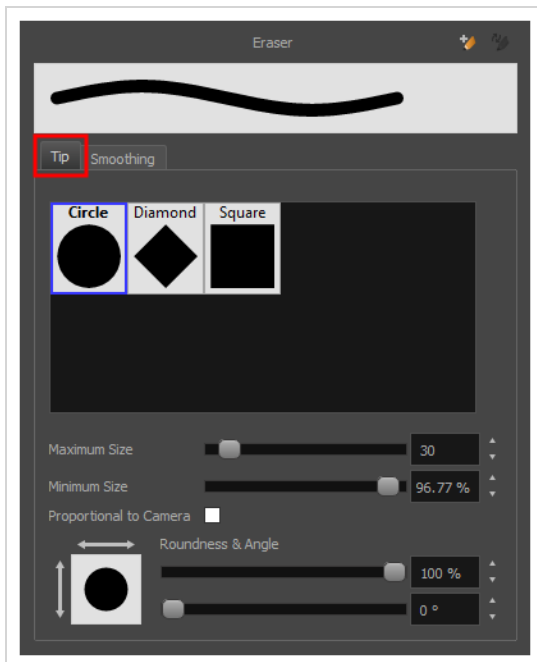 Eraser
Tip Smoothing
Circle Diamond Square
Maximum Size 30
Minimum Size 96.77 %
Proportional to Camera
Roundness & Angle
100 %
0 °